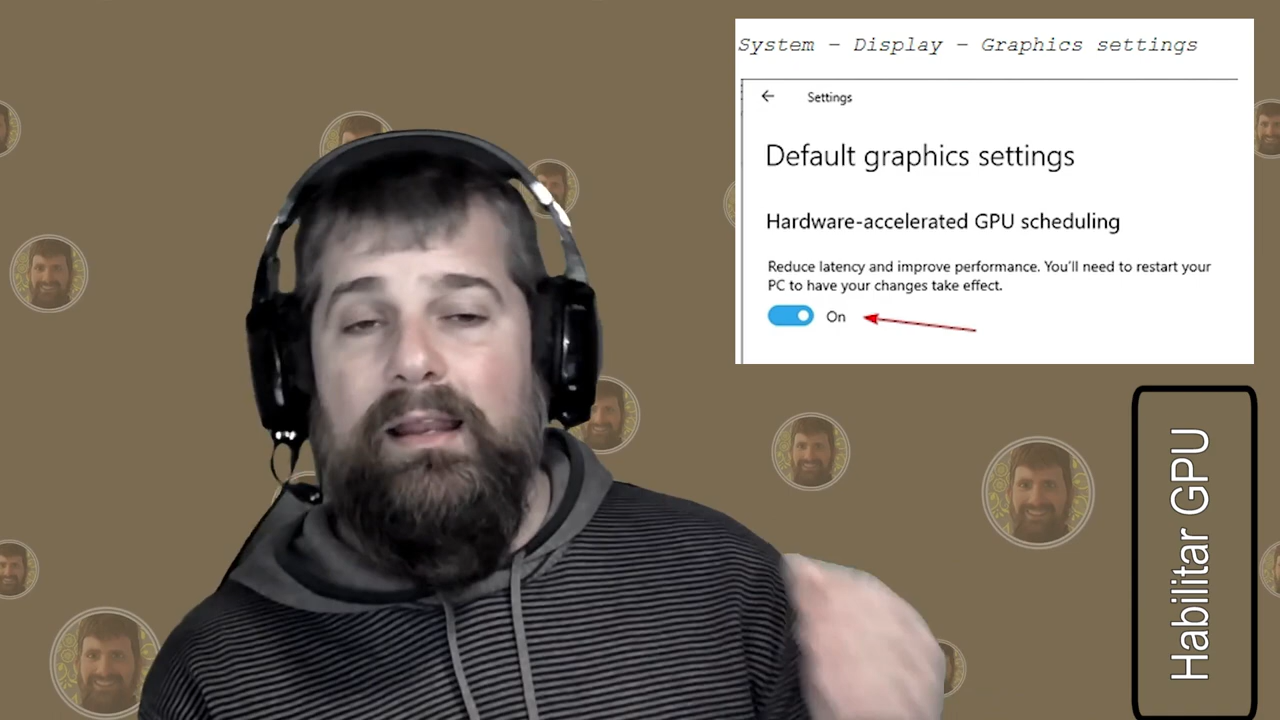 System – Display – Graphics settings
Settings
Default graphics settings
Hardware-accelerated GPU scheduling
Reduce latency and improve performance. You'll need to restart your
PC to have your changes take effect.
On
Habilitar GPU